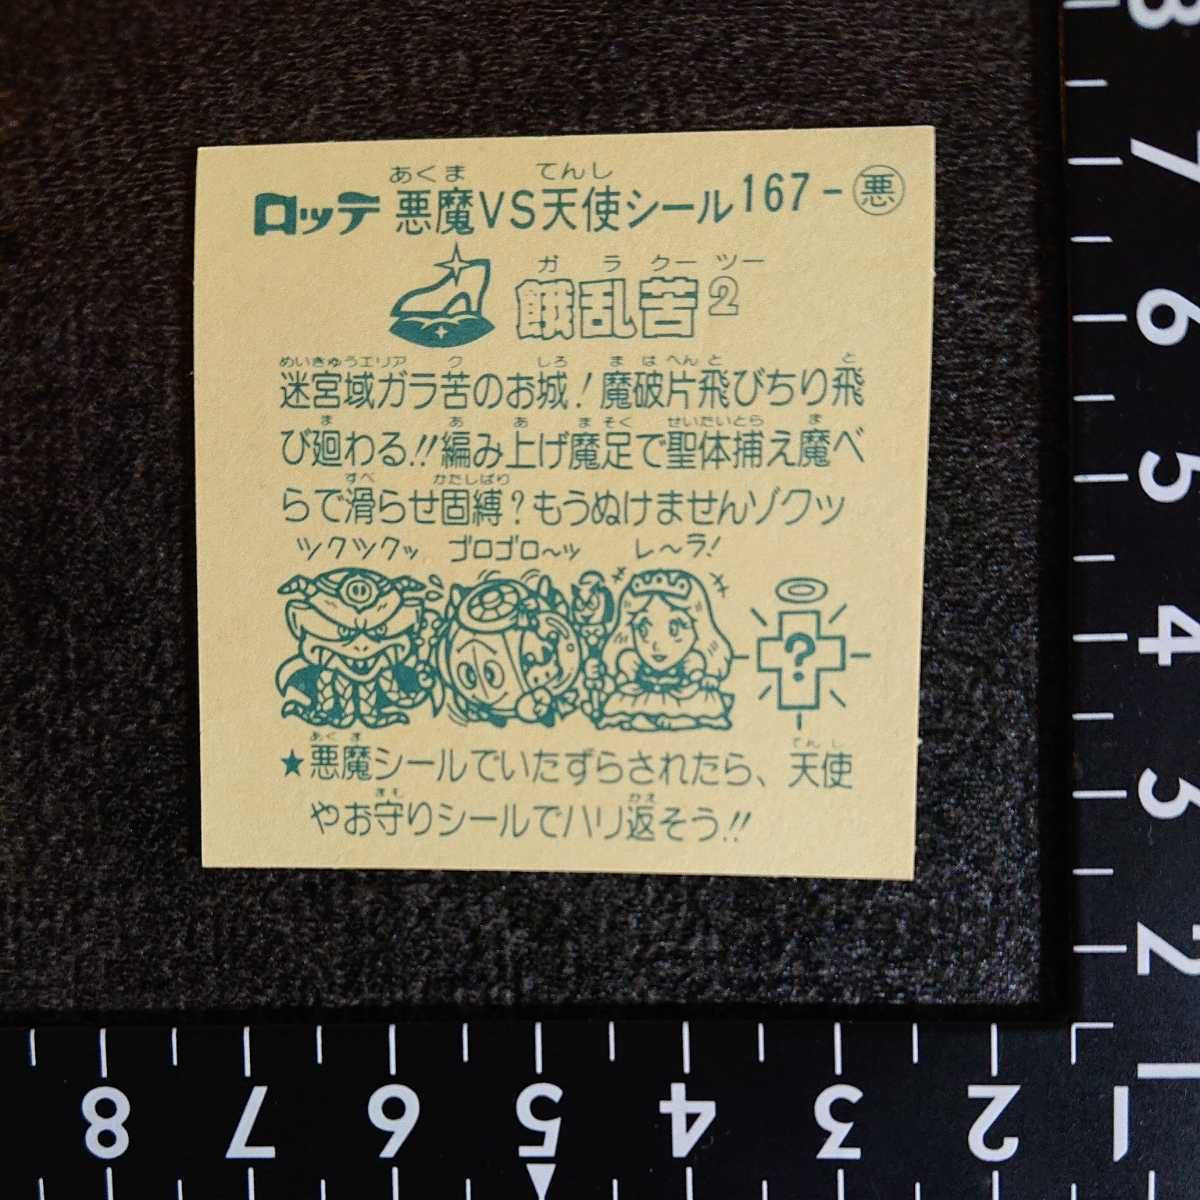 あくま てんし
ロッテ 悪魔VS天使シール 167-悪
ガ ラ クー ツー
餓乱苦2
めいきゅうエリア ク しろ ま は へん と と
迷宮域ガラ苦のお城!魔破片飛びちり飛
ま あ あ ま そく せいたいとら ま
び廻わる!!編み上げ魔足で聖体捕え魔べ
すべ かたしばり
らで滑らせ固縛?もうぬけませんゾクッ
ツクツクッ ゴロゴロ〜ッ レ〜ラ!
?
あくま てんし
★悪魔シールでいたずらされたら、天使
まも かえ
やお守りシールでハリ返そう!!
8
7
6
5
4
3
2
1
8
7
6
5
4
3
2